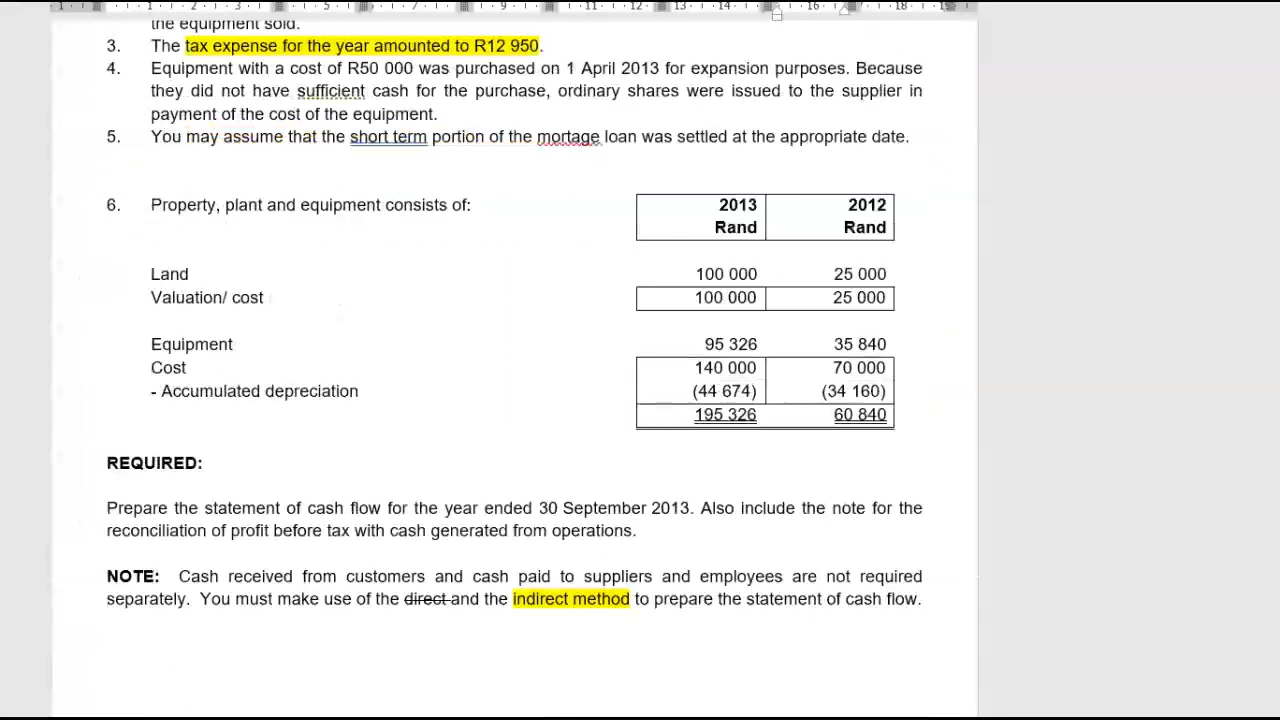 the equipment sold.
3. The tax expense for the year amounted to R12 950.
4. Equipment with a cost of R50 000 was purchased on 1 April 2013 for expansion purposes. Because
they did not have sufficient cash for the purchase, ordinary shares were issued to the supplier in
payment of the cost of the equipment.
5. You may assume that the short term portion of the mortage loan was settled at the appropriate date.
6. Property, plant and equipment consists of: 2013 2012
Rand Rand
Land 100 000 25 000
Valuation/ cost 100 000 25 000
Equipment 95 326 35 840
Cost 140 000 70 000
- Accumulated depreciation (44 674) (34 160)
195 326 60 840
REQUIRED:
Prepare the statement of cash flow for the year ended 30 September 2013. Also include the note for the
reconciliation of profit before tax with cash generated from operations.
NOTE: Cash received from customers and cash paid to suppliers and employees are not required
separately. You must make use of the direct and the indirect method to prepare the statement of cash flow.